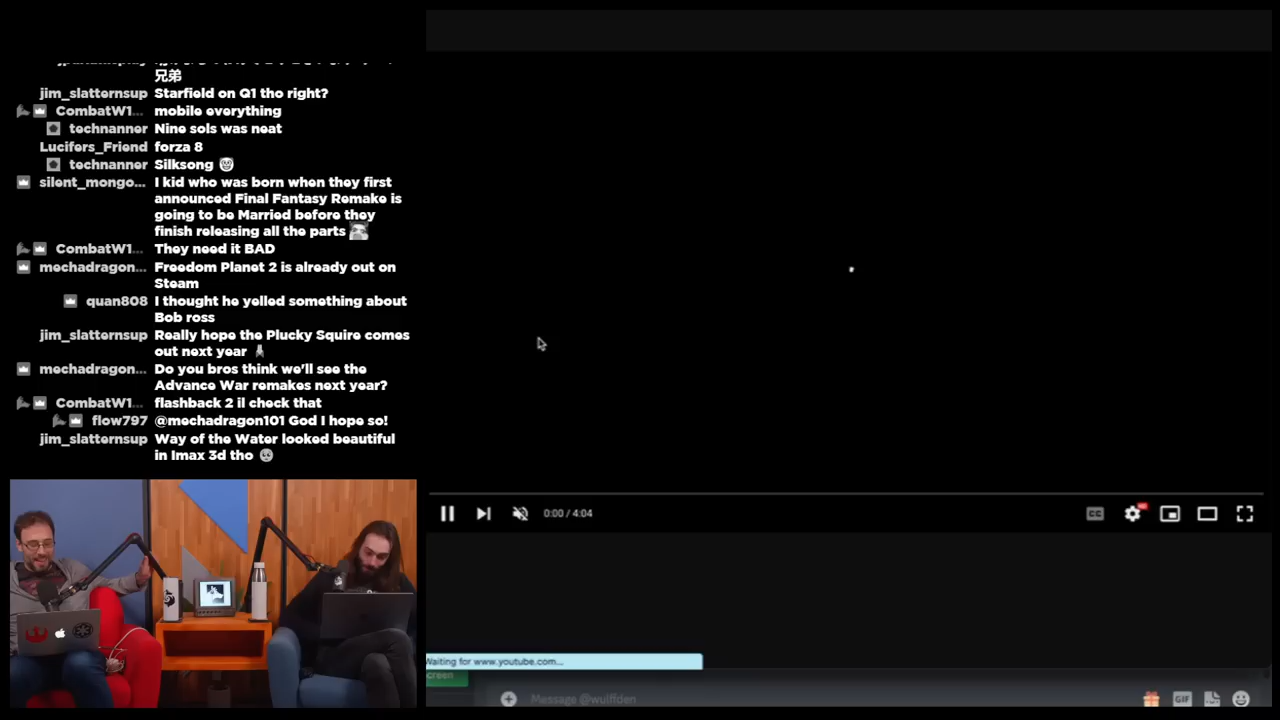 兄弟
jim_slatternsup Starfield on Q1 tho right?
CombatW1... mobile everything
technanner Nine sols was neat
Lucifers_Friend forza 8
technanner Silksong
silent_mongo... I kid who was born when they first
announced Final Fantasy Remake is
going to be Married before they
finish releasing all the parts
CombatW1... They need it BAD
mechadragon... Freedom Planet 2 is already out on
Steam
quan808 I thought he yelled something about
Bob ross
jim_slatternsup Really hope the Plucky Squire comes
out next year
mechadragon... Do you bros think we'll see the
Advance War remakes next year?
CombatW1... flashback 2 il check that
flow797 @mechadragon101 God I hope so!
jim_slatternsup Way of the Water looked beautiful
in Imax 3d tho
0:00 / 4:04
CC
Waiting for www.youtube.com...
creen
Message @wulffden
GIF